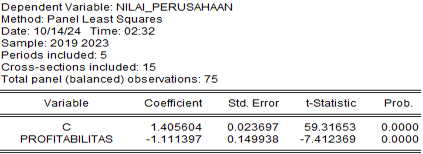 Dependent Variable: NILAI_PERUSAHAAN
Method: Panel Least Squares
Date: 10/14/24 Time: 02:32
Sample: 2019 2023
Periods included: 5
Cross-sections included: 15
Total panel (balanced) observations: 75
Variable Coefficient Std. Error t-Statistic Prob.
C 1.405604 0.023697 59.31653 0.0000
PROFITABILITAS -1.111397 0.149938 -7.412369 0.0000